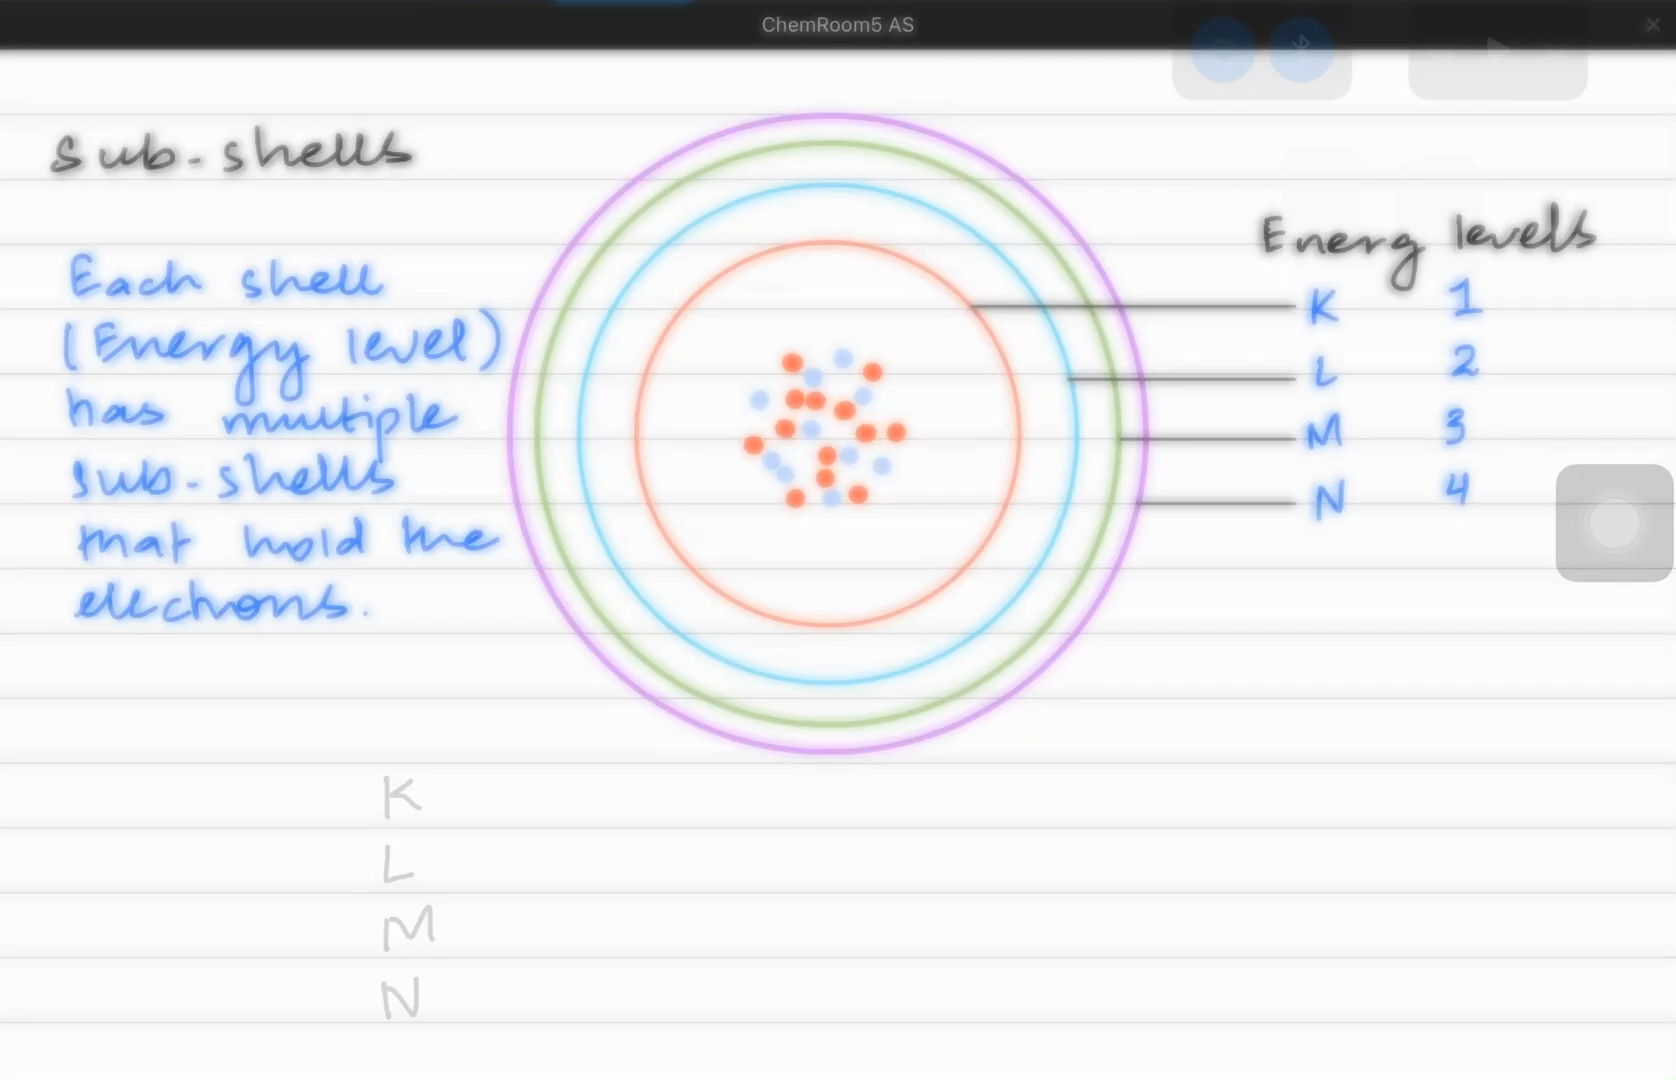 ChemRoom5 AS
Sub-shells
Each shell
(Energy level)
has multiple
sub-shells
that hold the
electrons.
Energy levels
K 1
L 2
M 3
N 4
K
L
M
N